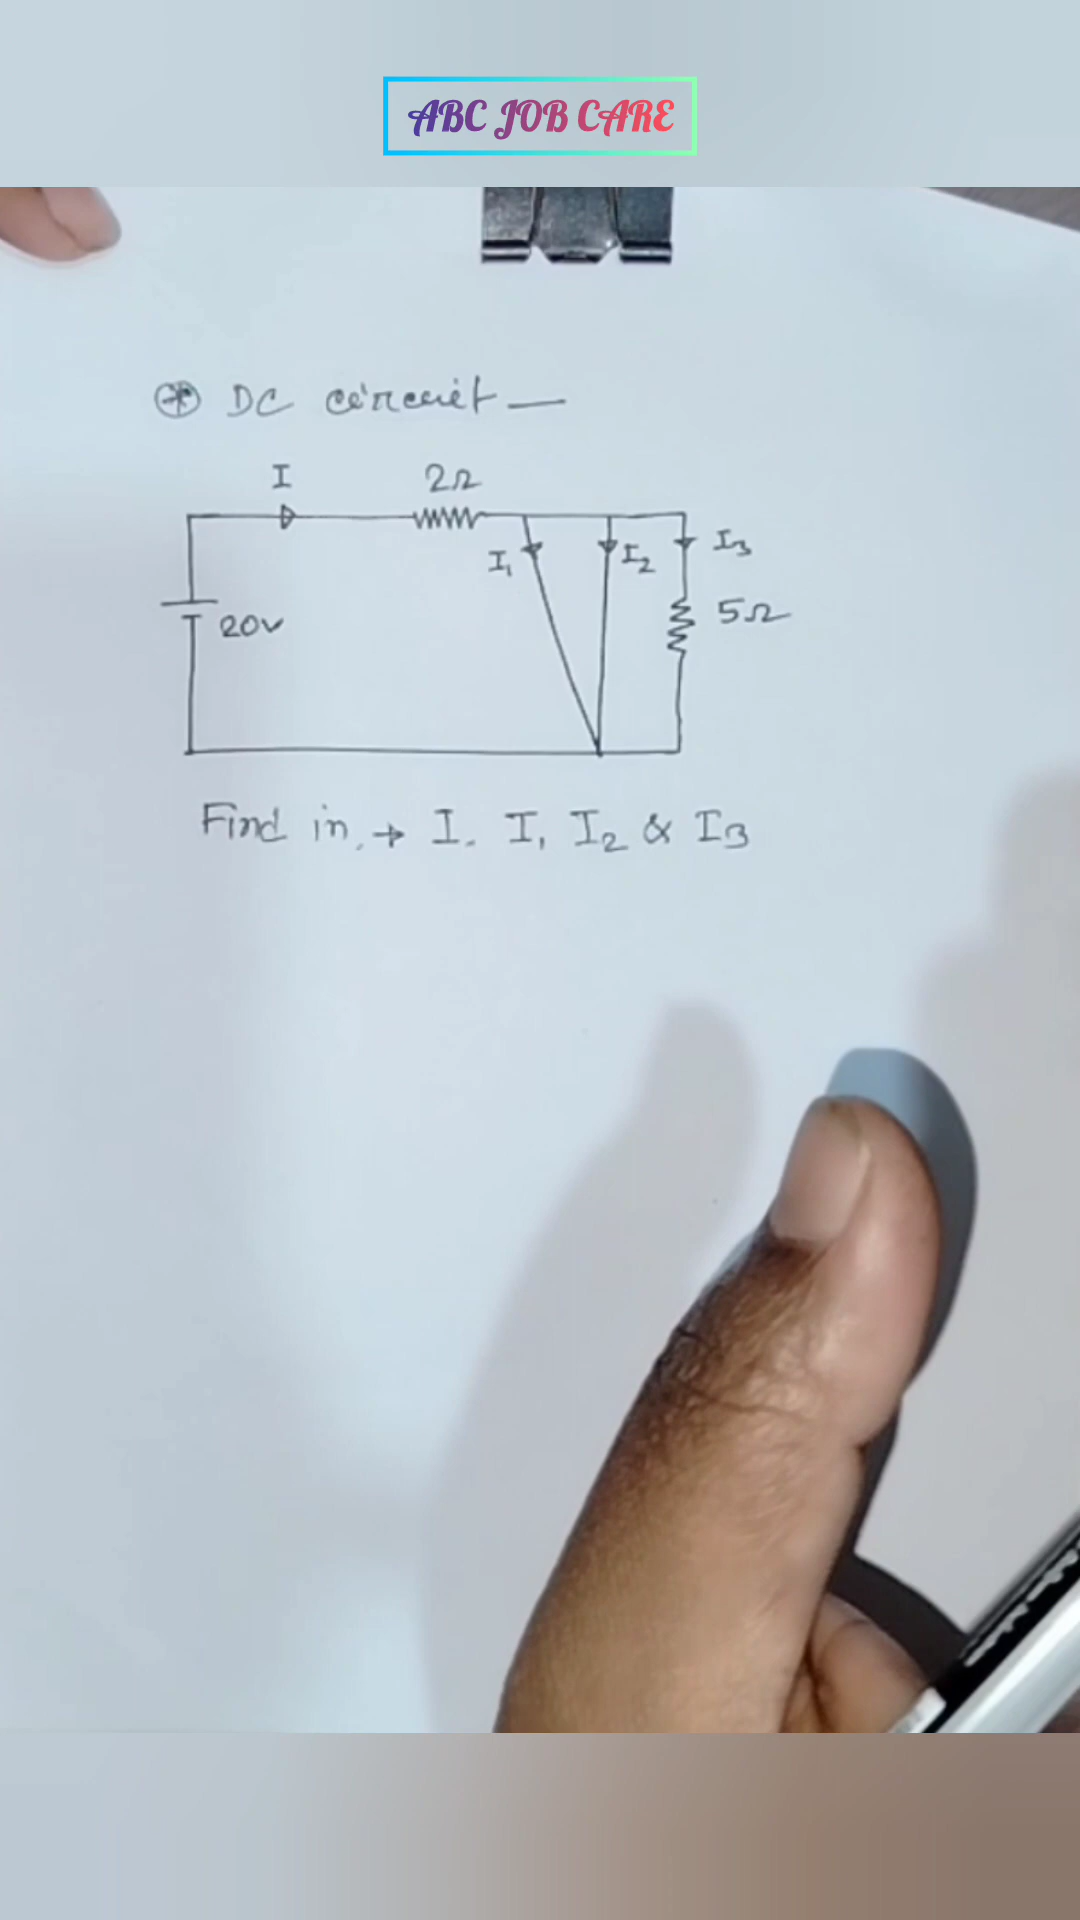 ABC JOB CARE
⊛ DC circuit —
I 2Ω
I₁ I₂ I₃
5Ω
20v
Find in → I. I₁ I₂ & I₃